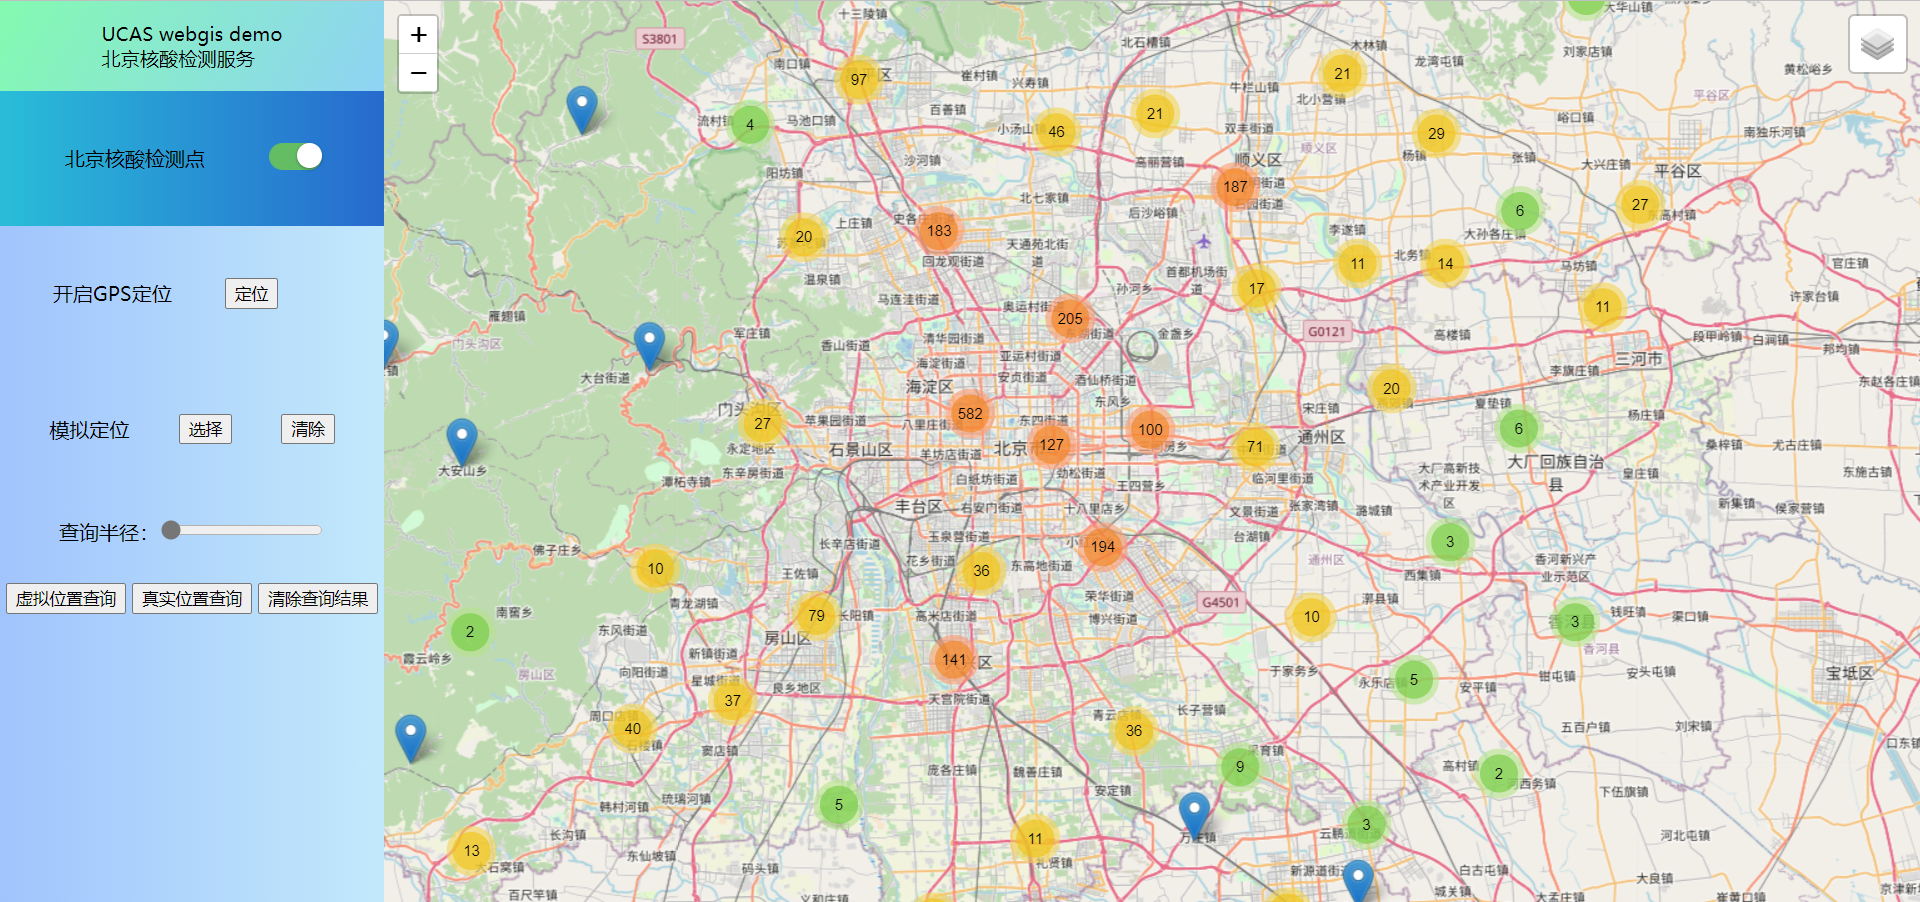 UCAS webgis demo
北京核酸检测服务
北京核酸检测点
开启GPS定位
定位
模拟定位
选择
清除
查询半径：
虚拟位置查询
真实位置查询
清除查询结果
+
−
十三陵镇
S3801
北石槽镇
木林镇
大华山镇
刘家店镇
龙湾屯镇
黄松峪乡
南口镇
97
崔村镇
兴寿镇
21
牛栏山镇
北小营镇
平谷区
峪口镇
百善镇
流村镇
4
马池口镇
小汤山镇
46
21
双丰街道
29
南独乐河镇
顺义区
杨镇
张镇
大兴庄镇
平谷区
沙河镇
高丽营镇
顺义区
阳坊镇
187
石园街道
北七家镇
后沙峪镇
6
27
东高村镇
上庄镇
183
20
李遂镇
大孙各庄镇
天通苑北街道
回龙观街道
温泉镇
11
北务镇
14
马坊镇
官庄镇
首都机场街道
孙河乡
17
马连洼街道
奥运村街道
205
11
许家台镇
雁翅镇
门头沟区
军庄镇
香山街道
清华园街道
金盏乡
G0121
高楼镇
段甲岭镇
白涧镇
邦均镇
海淀街道
亚运村街道
三河市
大台街道
海淀区
安贞街道
酒仙桥街道
20
李旗庄镇
东赵各庄镇
东风乡
宋庄镇
夏垫镇
杨庄镇
门头沟区
27
苹果园街道
八里庄街道
582
东四街道
100
通州区
6
永定地区
石景山区
127
71
大厂回族自治县
桑梓镇
尤古庄镇
大安山乡
东辛房街道
羊坊店街道
劲松街道
临河里街道
大厂高新技术产业开发区
皇庄镇
东施古镇
潭柘寺镇
白纸坊街道
王四营乡
丰台区
右安门街道
十八里店乡
文景街道
张家湾镇
潞城镇
新集镇
侯家营镇
玉泉营街道
台湖镇
3
佛子庄乡
长辛店街道
194
香河新兴产业示范区
10
王佐镇
花乡街道
36
东高地街道
通州区
西集镇
青龙湖镇
荣华街道
G4501
漷县镇
南窖乡
2
79
长阳镇
高米店街道
博兴街道
10
3
钱旺镇
渠口镇
东风街道
房山区
香河县
霞云岭乡
新镇街道
141
房山区
向阳街道
于家务乡
永乐店镇
5
安平镇
钳屯镇
安头屯镇
宝坻区
星城街道
良乡地区
天宫院街道
37
周口店镇
40
石楼镇
窦店镇
青云店镇
36
长子营镇
五百户镇
刘宋镇
口东镇
庞各庄镇
魏善庄镇
9
采育镇
高村镇
2
河西务镇
安定镇
下伍旗镇
琉璃河镇
韩村河镇
5
万庄镇
3
长沟镇
11
河北屯镇
13
大石窝镇
东仙坡镇
码头镇
礼贤镇
新源道街道
白古屯镇
大良镇
百尺竿镇
义和庄镇
城关镇
大孟庄镇
崔黄口镇